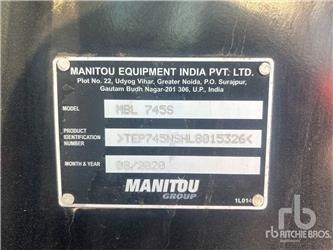 MANITOU EQUIPMENT INDIA PVT. LTD.
Plot No. 22, Udyog Vihar, Greater Noida, P.O. Surajpur,
Gautam Budh Nagar-201 306, U.P., India
MODEL MBL 745S
PRODUCT IDENTIFICATION NUMBER >TEP745NSHL8015326<
MONTH & YEAR 08/2020
MANITOU
GROUP
rb
RITCHIE BROS.